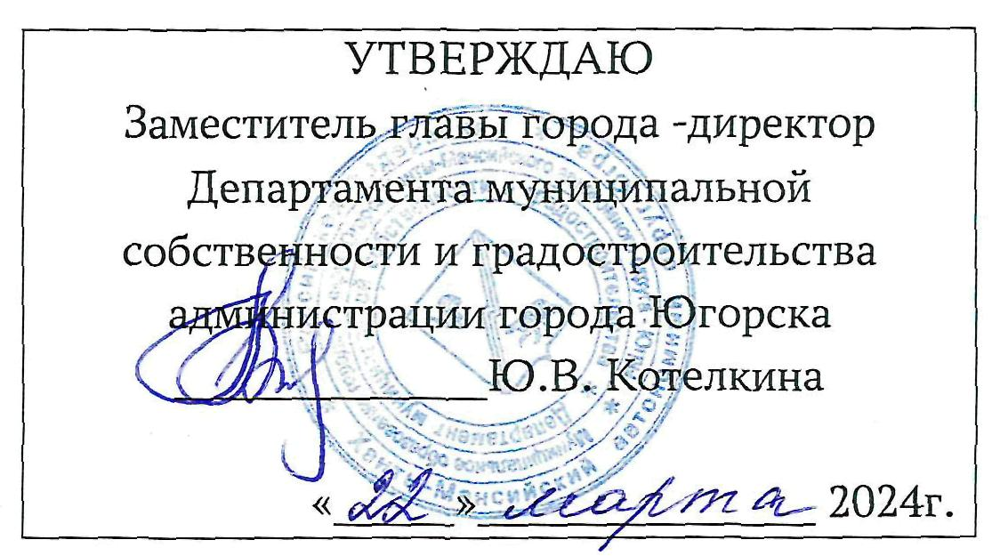 УТВЕРЖДАЮ
Заместитель главы города -директор
Департамента муниципальной
собственности и градостроительства
администрации города Югорска
Ю.В. Котелкина
« 22 » марта 2024г.